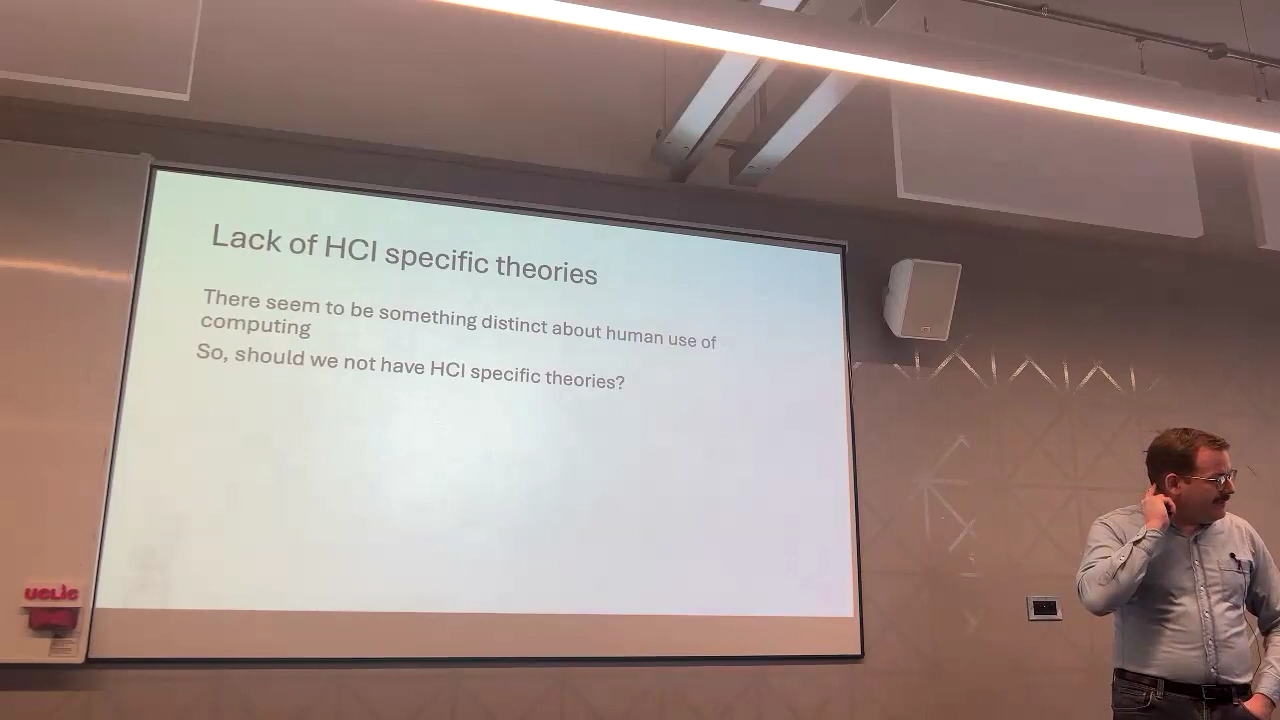 Lack of HCI specific theories
There seem to be something distinct about human use of
computing
So, should we not have HCI specific theories?
UCLIC